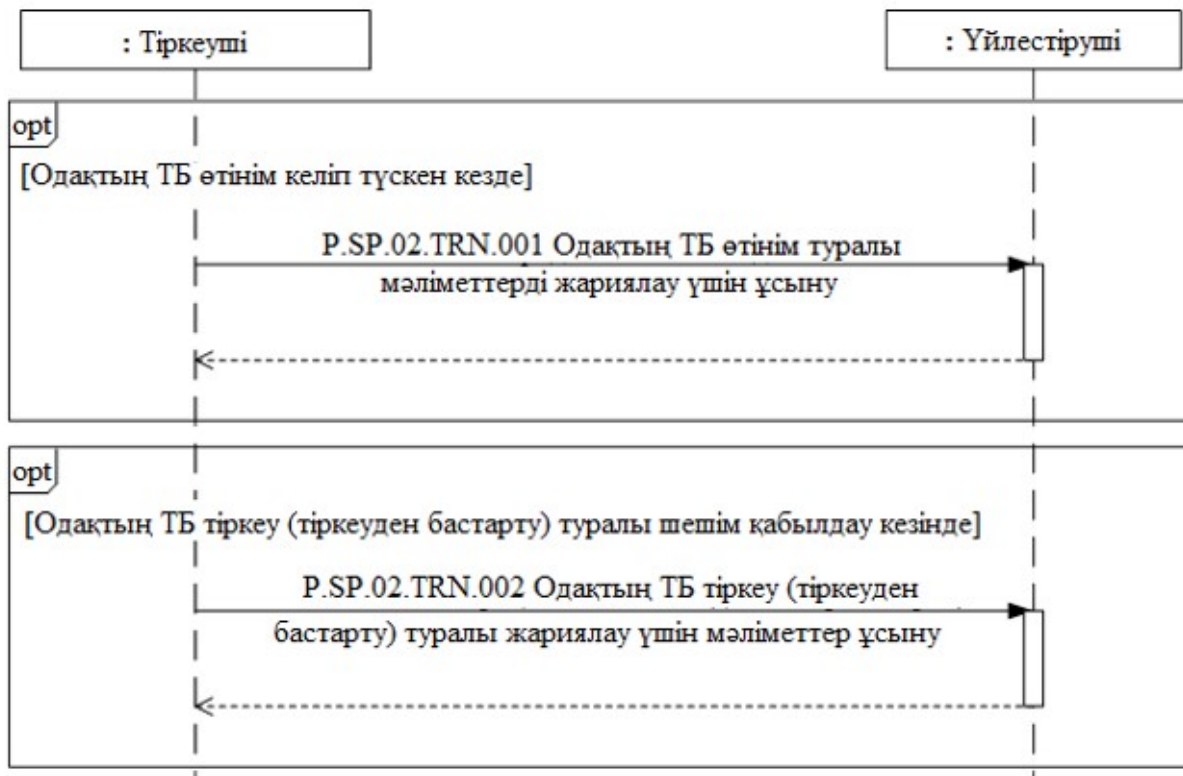 : Тіркеуші
: Үйлестіруші
opt
[Одақтың ТБ өтінім келіп түскен кезде]
P.SP.02.TRN.001 Одақтың ТБ өтінім туралы
мәліметтерді жариялау үшін ұсыну
opt
[Одақтың ТБ тіркеу (тіркеуден бастарту) туралы шешім қабылдау кезінде]
P.SP.02.TRN.002 Одақтың ТБ тіркеу (тіркеуден
бастарту) туралы жариялау үшін мәліметтер ұсыну